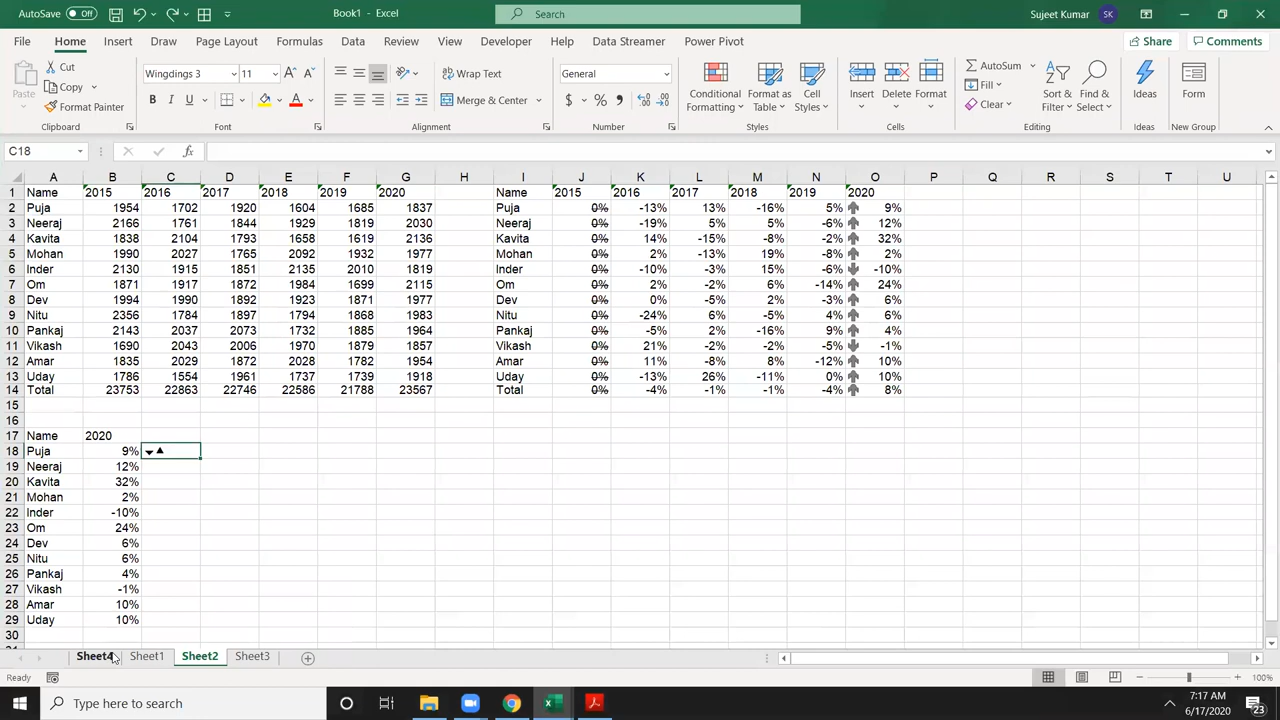 AutoSave Off Book1 - Excel Search Sujeet Kumar SK
File Home Insert Draw Page Layout Formulas Data Review View Developer Help Data Streamer Power Pivot Share Comments
Paste Cut Copy Format Painter Clipboard
Wingdings 3 11 A A B I U A Font
Wrap Text Merge & Center Alignment
General $ % , Number
Conditional Formatting Format as Table Cell Styles Styles
Insert Delete Format Cells
AutoSum Fill Clear Sort & Filter Find & Select Editing
Ideas Ideas
Form New Group
C18 fx
A B C D E F G H I J K L M N O P Q R S T U
1 Name 2015 2016 2017 2018 2019 2020 Name 2015 2016 2017 2018 2019 2020
2 Puja 1954 1702 1920 1604 1685 1837 Puja 0% -13% 13% -16% 5% 9%
3 Neeraj 2166 1761 1844 1929 1819 2030 Neeraj 0% -19% 5% 5% -6% 12%
4 Kavita 1838 2104 1793 1658 1619 2136 Kavita 0% 14% -15% -8% -2% 32%
5 Mohan 1990 2027 1765 2092 1932 1977 Mohan 0% 2% -13% 19% -8% 2%
6 Inder 2130 1915 1851 2135 2010 1819 Inder 0% -10% -3% 15% -6% -10%
7 Om 1871 1917 1872 1984 1699 2115 Om 0% 2% -2% 6% -14% 24%
8 Dev 1994 1990 1892 1923 1871 1977 Dev 0% 0% -5% 2% -3% 6%
9 Nitu 2356 1784 1897 1794 1868 1983 Nitu 0% -24% 6% -5% 4% 6%
10 Pankaj 2143 2037 2073 1732 1885 1964 Pankaj 0% -5% 2% -16% 9% 4%
11 Vikash 1690 2043 2006 1970 1879 1857 Vikash 0% 21% -2% -2% -5% -1%
12 Amar 1835 2029 1872 2028 1782 1954 Amar 0% 11% -8% 8% -12% 10%
13 Uday 1786 1554 1961 1737 1739 1918 Uday 0% -13% 26% -11% 0% 10%
14 Total 23753 22863 22746 22586 21788 23567 Total 0% -4% -1% -1% -4% 8%
15
16
17 Name 2020
18 Puja 9%
19 Neeraj 12%
20 Kavita 32%
21 Mohan 2%
22 Inder -10%
23 Om 24%
24 Dev 6%
25 Nitu 6%
26 Pankaj 4%
27 Vikash -1%
28 Amar 10%
29 Uday 10%
30
Sheet4 Sheet1 Sheet2 Sheet3
Ready 100%
Type here to search 7:17 AM
6/17/2020 23